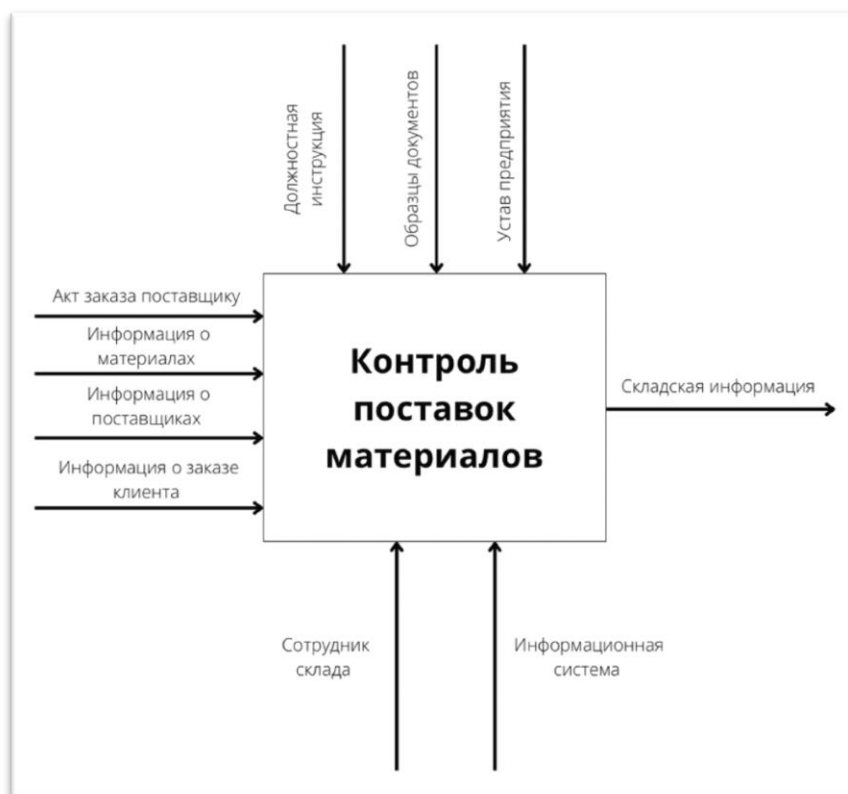 Должностная
инструкция
Образцы документов
Устав предприятия
Акт заказа поставщику
Информация о
материалах
Информация о
поставщиках
Информация о заказе
клиента
Контроль
поставок
материалов
Складская информация
Сотрудник
склада
Информационная
система